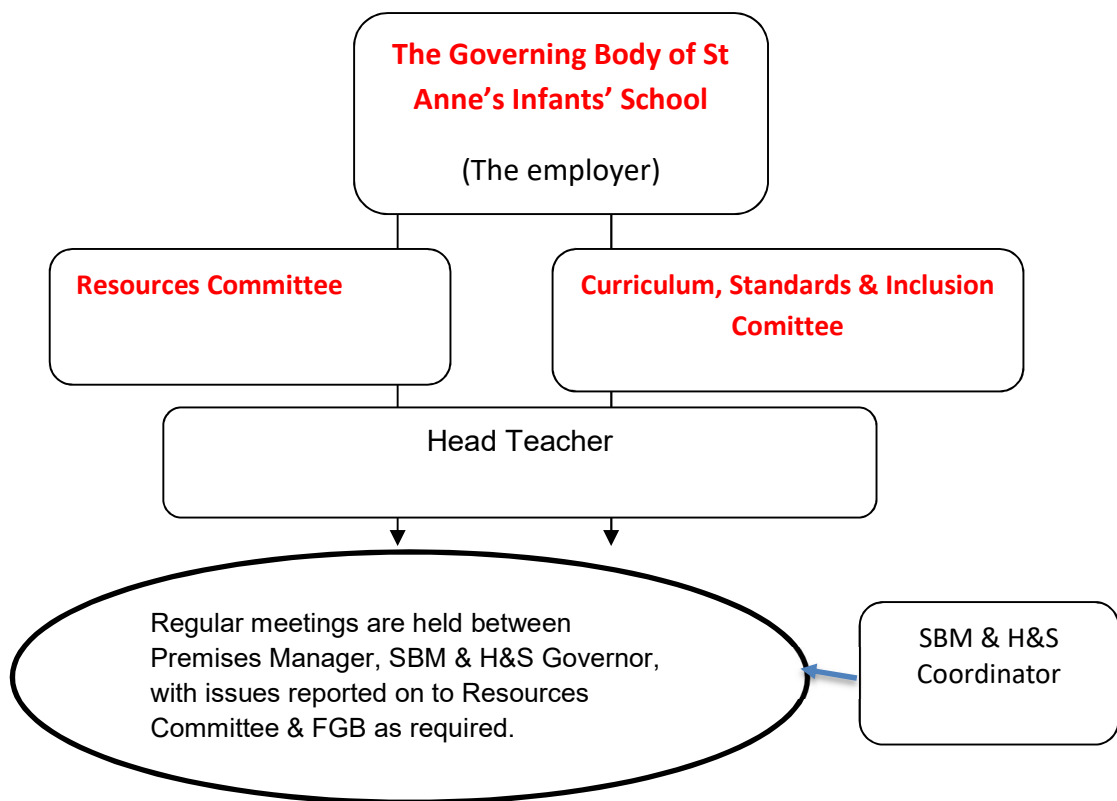 The Governing Body of St
Anne’s Infants’ School
(The employer)
Resources Committee
Curriculum, Standards & Inclusion
Comittee
Head Teacher
Regular meetings are held between
Premises Manager, SBM & H&S Governor,
with issues reported on to Resources
Committee & FGB as required.
SBM & H&S
Coordinator